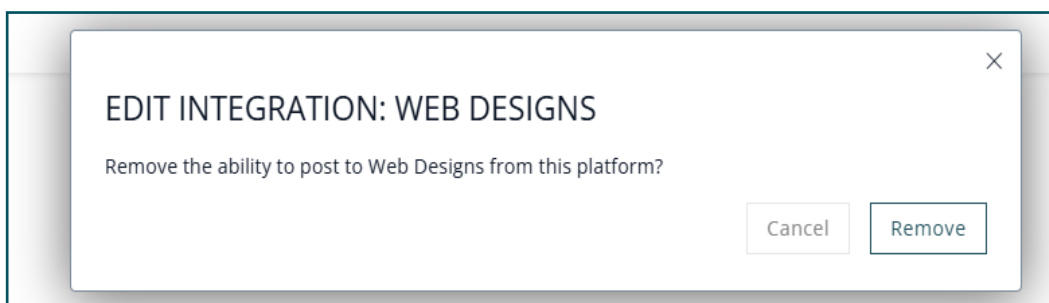 EDIT INTEGRATION: WEB DESIGNS
Remove the ability to post to Web Designs from this platform?
Cancel
Remove